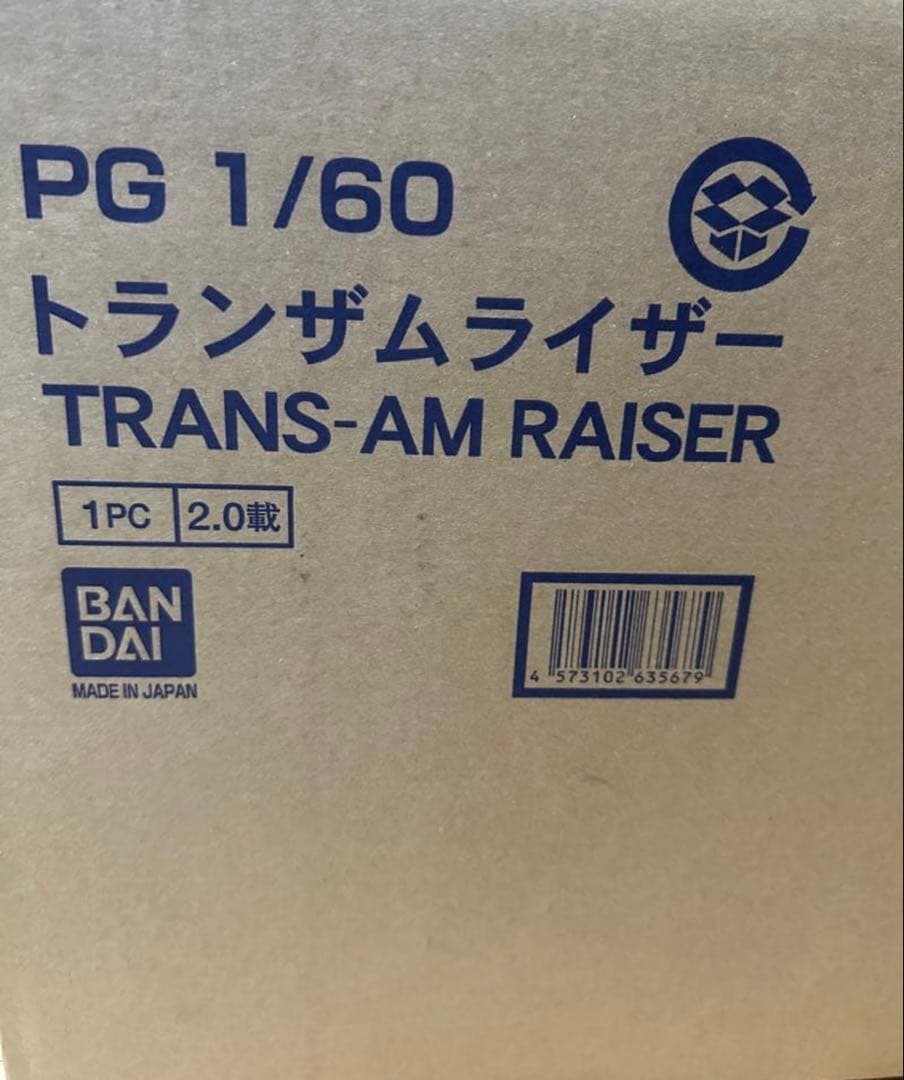 PG 1/60
トランザムライザー
TRANS-AM RAISER
1PC 2.0載
BAN
DAI
MADE IN JAPAN
4 573102 635679